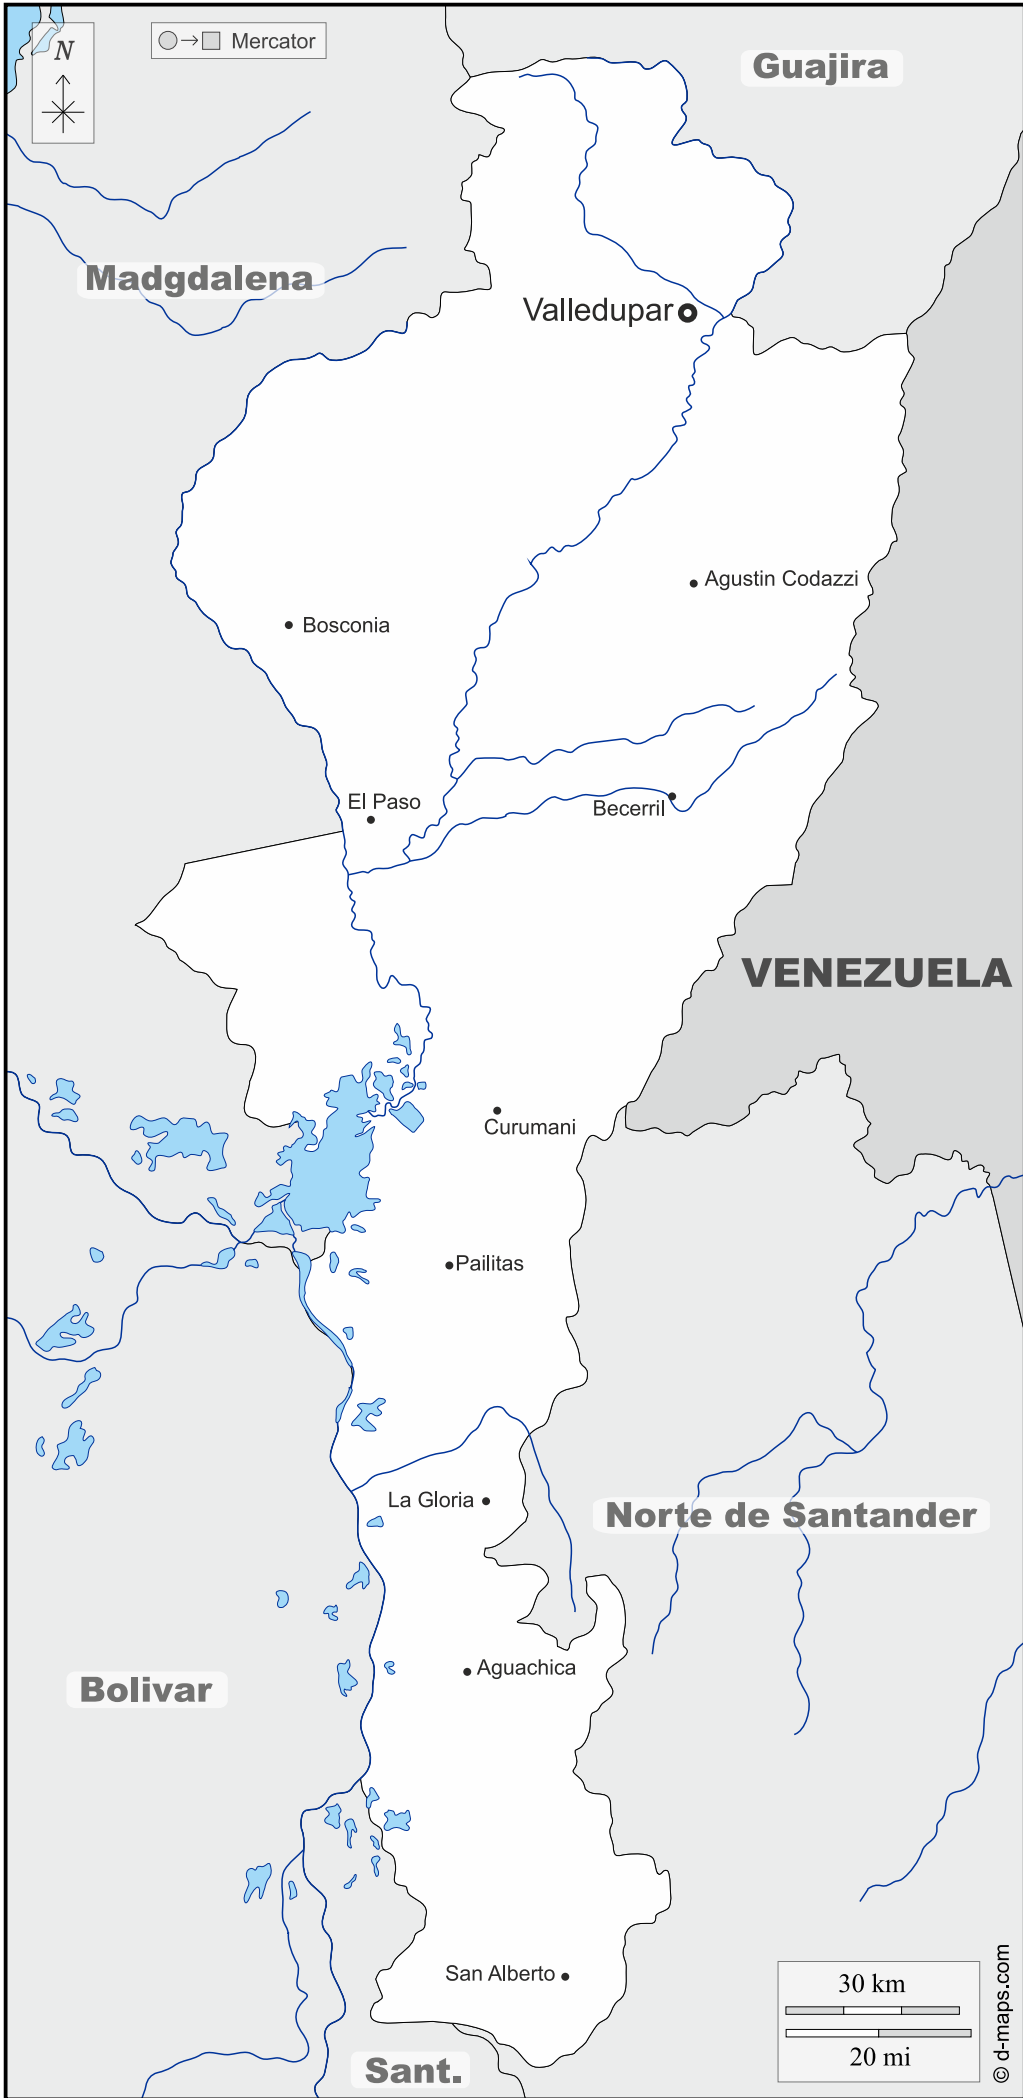 N
Mercator
Guajira
Madgdalena
Valledupar
Agustin Codazzi
Bosconia
El Paso
Becerril
VENEZUELA
Curumani
Pailitas
La Gloria
Norte de Santander
Aguachica
Bolivar
San Alberto
30 km
20 mi
Sant.
© d-maps.com